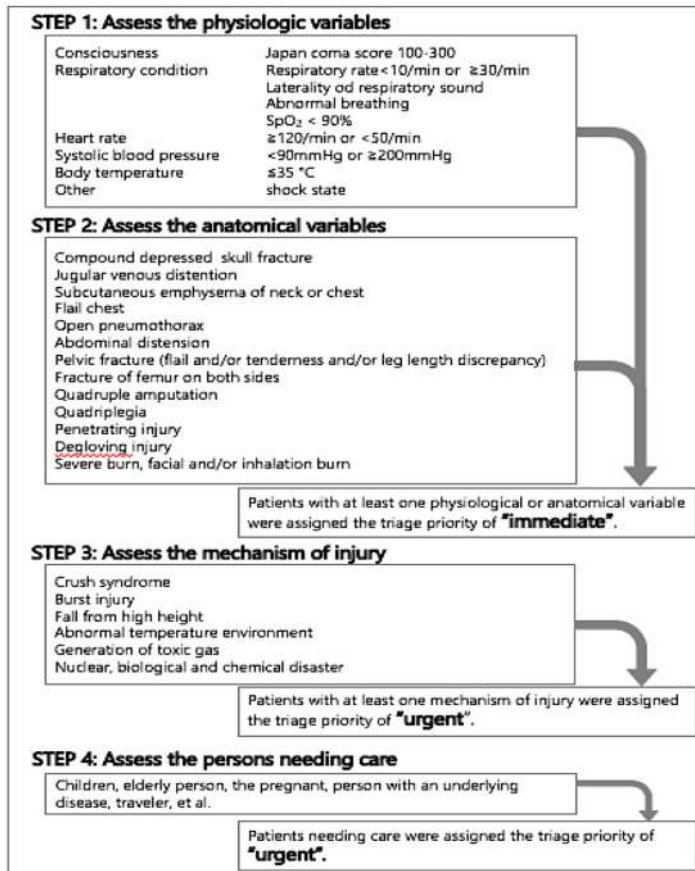 STEP 1: Assess the physiologic variables
Consciousness Japan coma score 100-300
Respiratory condition Respiratory rate<10/min or ≥30/min
Laterality od respiratory sound
Abnormal breathing
SpO₂ < 90%
Heart rate ≥120/min or <50/min
Systolic blood pressure <90mmHg or ≥200mmHg
Body temperature ≤35 °C
Other shock state
STEP 2: Assess the anatomical variables
Compound depressed skull fracture
Jugular venous distention
Subcutaneous emphysema of neck or chest
Flail chest
Open pneumothorax
Abdominal distension
Pelvic fracture (flail and/or tenderness and/or leg length discrepancy)
Fracture of femur on both sides
Quadruple amputation
Quadriplegia
Penetrating injury
Degloving injury
Severe burn, facial and/or inhalation burn
Patients with at least one physiological or anatomical variable
were assigned the triage priority of "immediate".
STEP 3: Assess the mechanism of injury
Crush syndrome
Burst injury
Fall from high height
Abnormal temperature environment
Generation of toxic gas
Nuclear, biological and chemical disaster
Patients with at least one mechanism of injury were assigned
the triage priority of "urgent".
STEP 4: Assess the persons needing care
Children, elderly person, the pregnant, person with an underlying
disease, traveler, et al.
Patients needing care were assigned the triage priority of
"urgent".